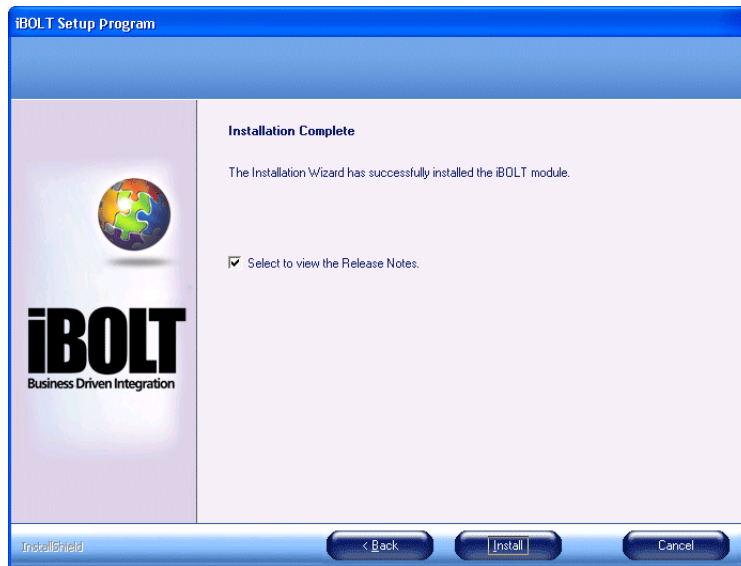 iBOLT Setup Program
Installation Complete
The Installation Wizard has successfully installed the iBOLT module.
Select to view the Release Notes.
iBOLT
Business Driven Integration
InstallShield
< Back
Install
Cancel